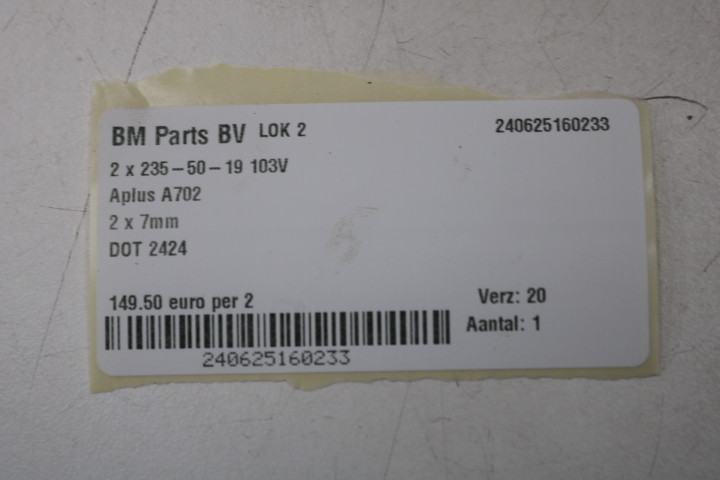 BM Parts BV LOK 2 240625160233
2 x 235-50-19 103V
Aplus A702
2 x 7mm
DOT 2424
149.50 euro per 2 Verz: 20
Aantal: 1
240625160233